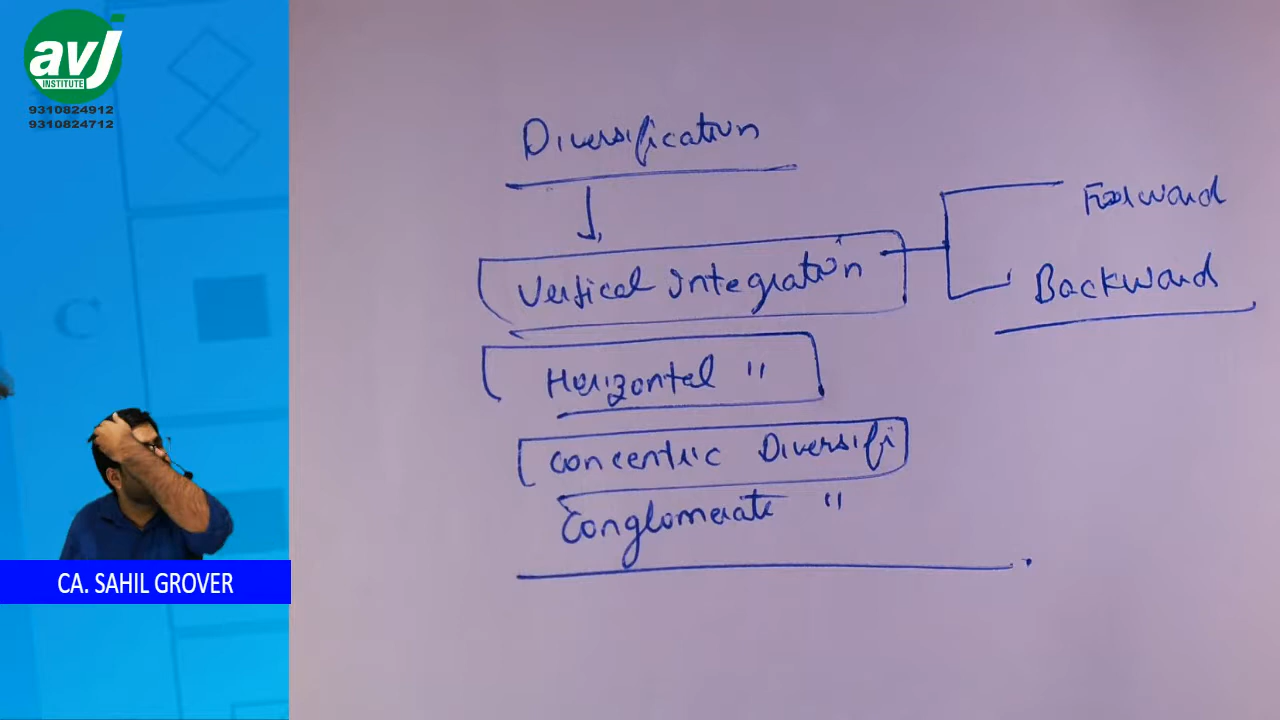 avj
INSTITUTE
9310824912
9310824712
Diversification
Forward
Vertical Integration
Backward
Horizontal "
Concentric Diversifi
Conglomerate "
CA. SAHIL GROVER